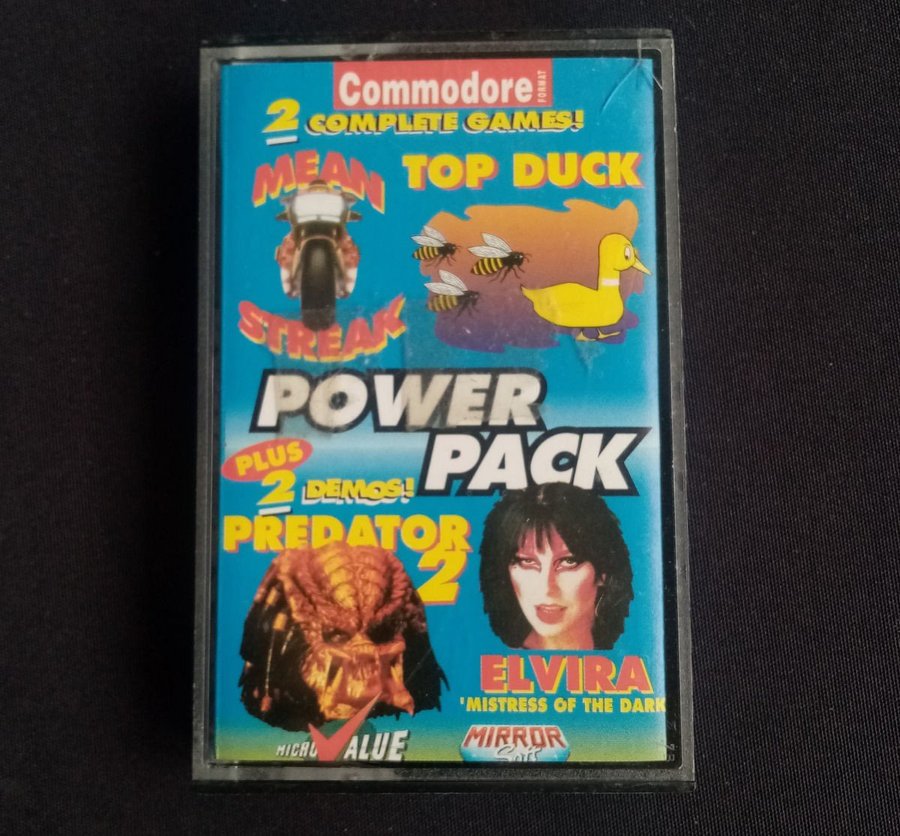 Commodore FORMAT
2 COMPLETE GAMES!
MEAN STREAK
TOP DUCK
POWER PACK
PLUS 2 DEMOS!
PREDATOR 2
ELVIRA
'MISTRESS OF THE DARK
MICRO VALUE
MIRROR Soft